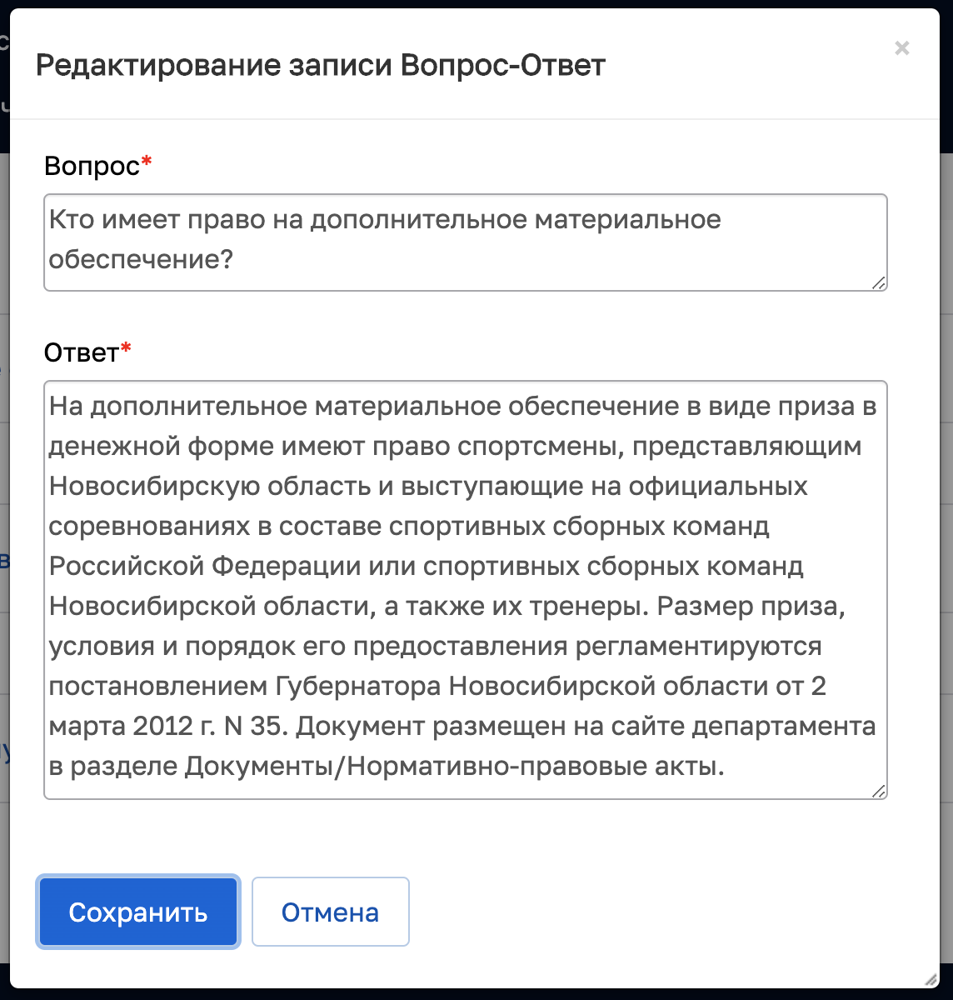 Редактирование записи Вопрос-Ответ
×
Вопрос*
Кто имеет право на дополнительное материальное
обеспечение?
Ответ*
На дополнительное материальное обеспечение в виде приза в
денежной форме имеют право спортсмены, представляющим
Новосибирскую область и выступающие на официальных
соревнованиях в составе спортивных сборных команд
Российской Федерации или спортивных сборных команд
Новосибирской области, а также их тренеры. Размер приза,
условия и порядок его предоставления регламентируются
постановлением Губернатора Новосибирской области от 2
марта 2012 г. N 35. Документ размещен на сайте департамента
в разделе Документы/Нормативно-правовые акты.
Сохранить
Отмена